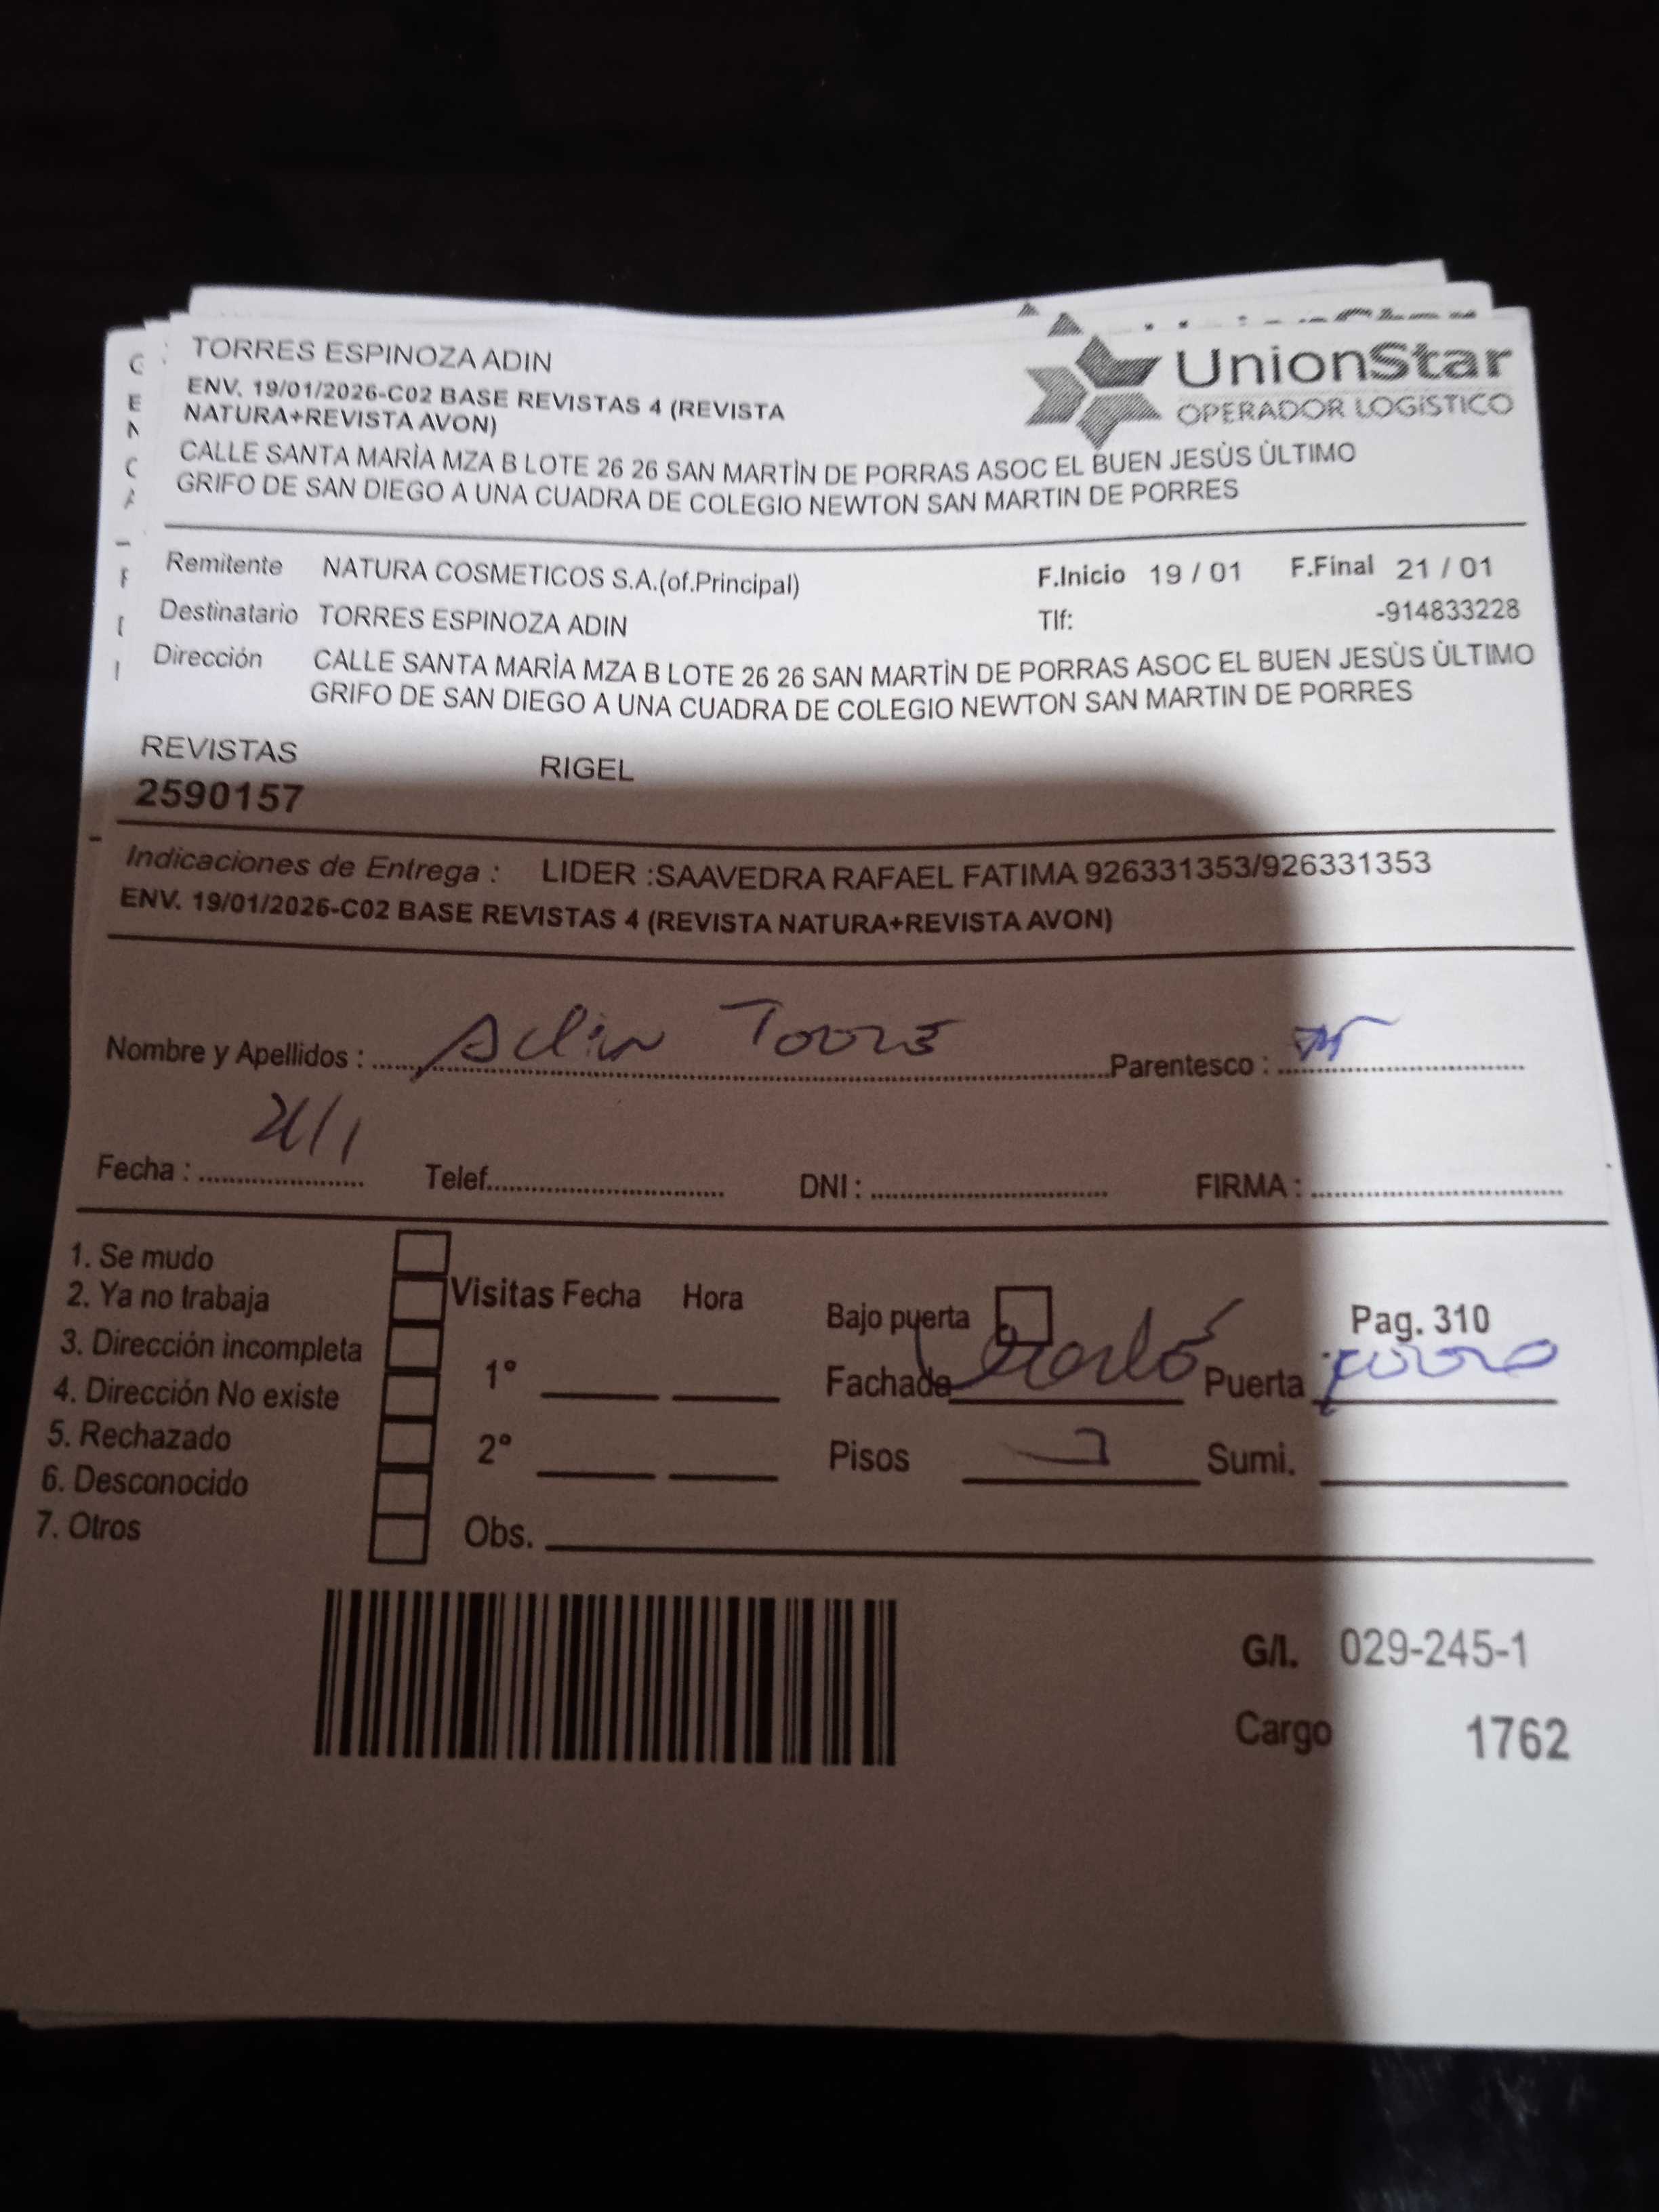 TORRES ESPINOZA ADIN
ENV. 19/01/2026-C02 BASE REVISTAS 4 (REVISTA
NATURA+REVISTA AVON)
UnionStar
OPERADOR LOGÍSTICO
CALLE SANTA MARÌA MZA B LOTE 26 26 SAN MARTÌN DE PORRAS ASOC EL BUEN JESÙS ÙLTIMO
GRIFO DE SAN DIEGO A UNA CUADRA DE COLEGIO NEWTON SAN MARTIN DE PORRES
Remitente NATURA COSMETICOS S.A.(of.Principal) F.Inicio 19 / 01 F.Final 21 / 01
Destinatario TORRES ESPINOZA ADIN Tlf: -914833228
Dirección CALLE SANTA MARÌA MZA B LOTE 26 26 SAN MARTÌN DE PORRAS ASOC EL BUEN JESÙS ÙLTIMO
GRIFO DE SAN DIEGO A UNA CUADRA DE COLEGIO NEWTON SAN MARTIN DE PORRES
REVISTAS RIGEL
2590157
Indicaciones de Entrega : LIDER :SAAVEDRA RAFAEL FATIMA 926331353/926331353
ENV. 19/01/2026-C02 BASE REVISTAS 4 (REVISTA NATURA+REVISTA AVON)
Nombre y Apellidos : Adin Torres Parentesco :
Fecha : 21/1 Telef. DNI : FIRMA :
1. Se mudo
2. Ya no trabaja
3. Dirección incompleta
4. Dirección No existe
5. Rechazado
6. Desconocido
7. Otros
Visitas Fecha Hora
1°
2°
Obs.
Bajo puerta Pag. 310
Fachada Puerta
Pisos 2 Sumi.
G/l. 029-245-1
Cargo 1762